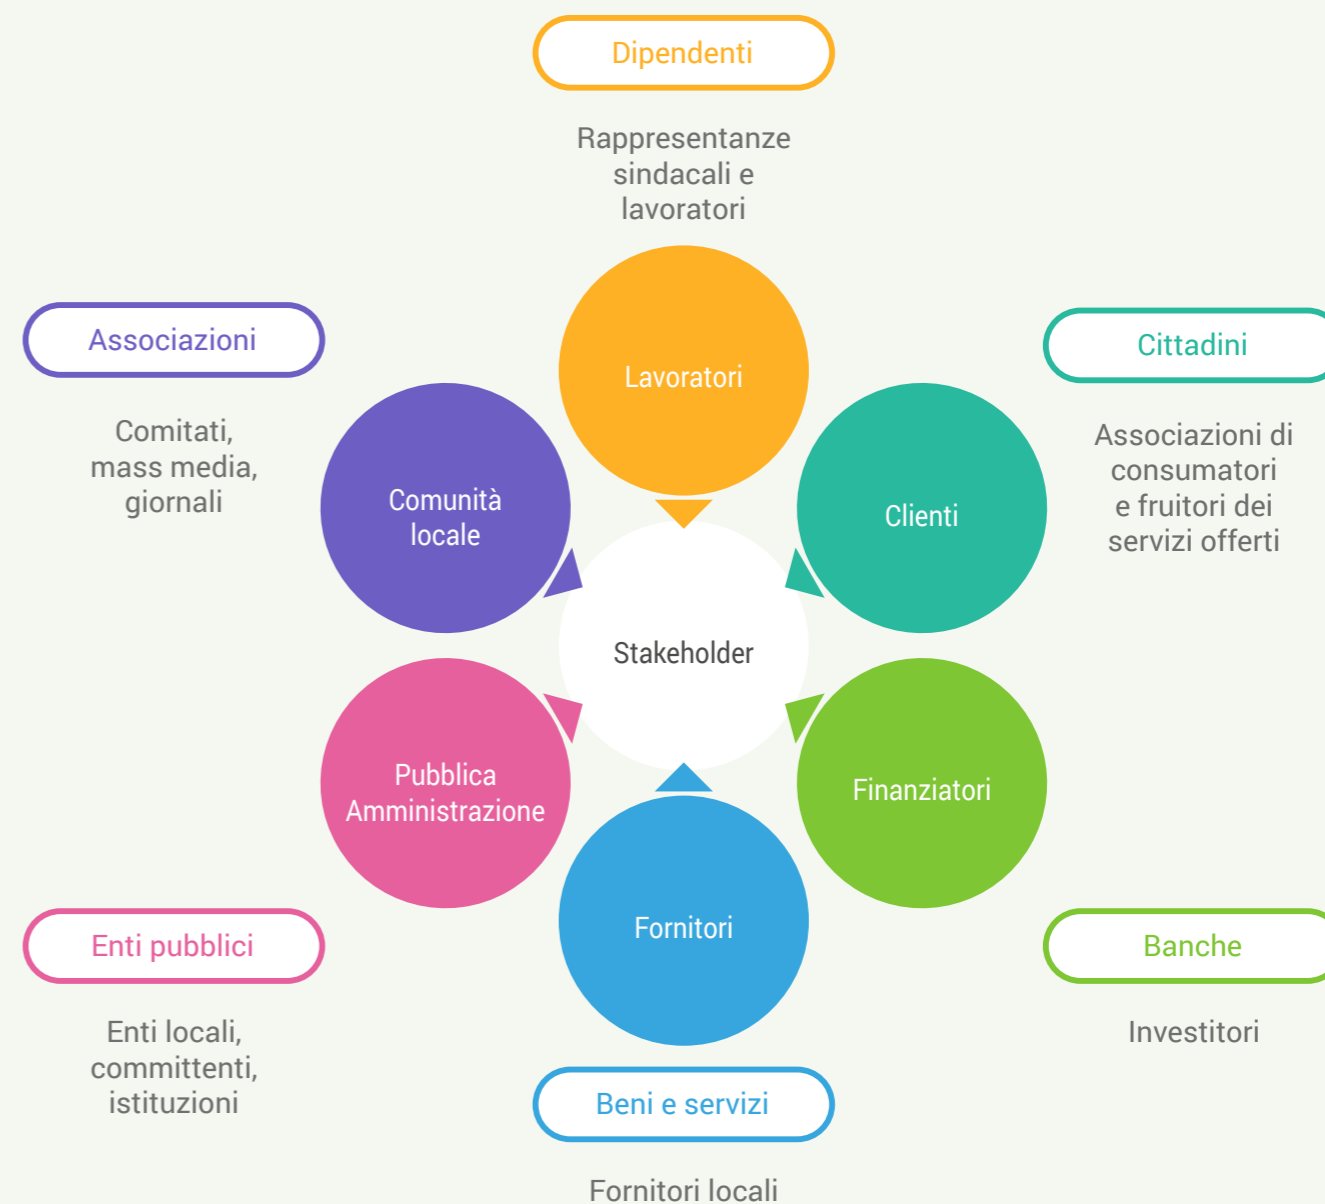 Dipendenti
Rappresentanze
sindacali e
lavoratori
Lavoratori
Associazioni
Comitati,
mass media,
giornali
Comunità
locale
Cittadini
Associazioni di
consumatori
e fruitori dei
servizi offerti
Clienti
Stakeholder
Pubblica
Amministrazione
Enti pubblici
Enti locali,
committenti,
istituzioni
Finanziatori
Banche
Investitori
Fornitori
Beni e servizi
Fornitori locali